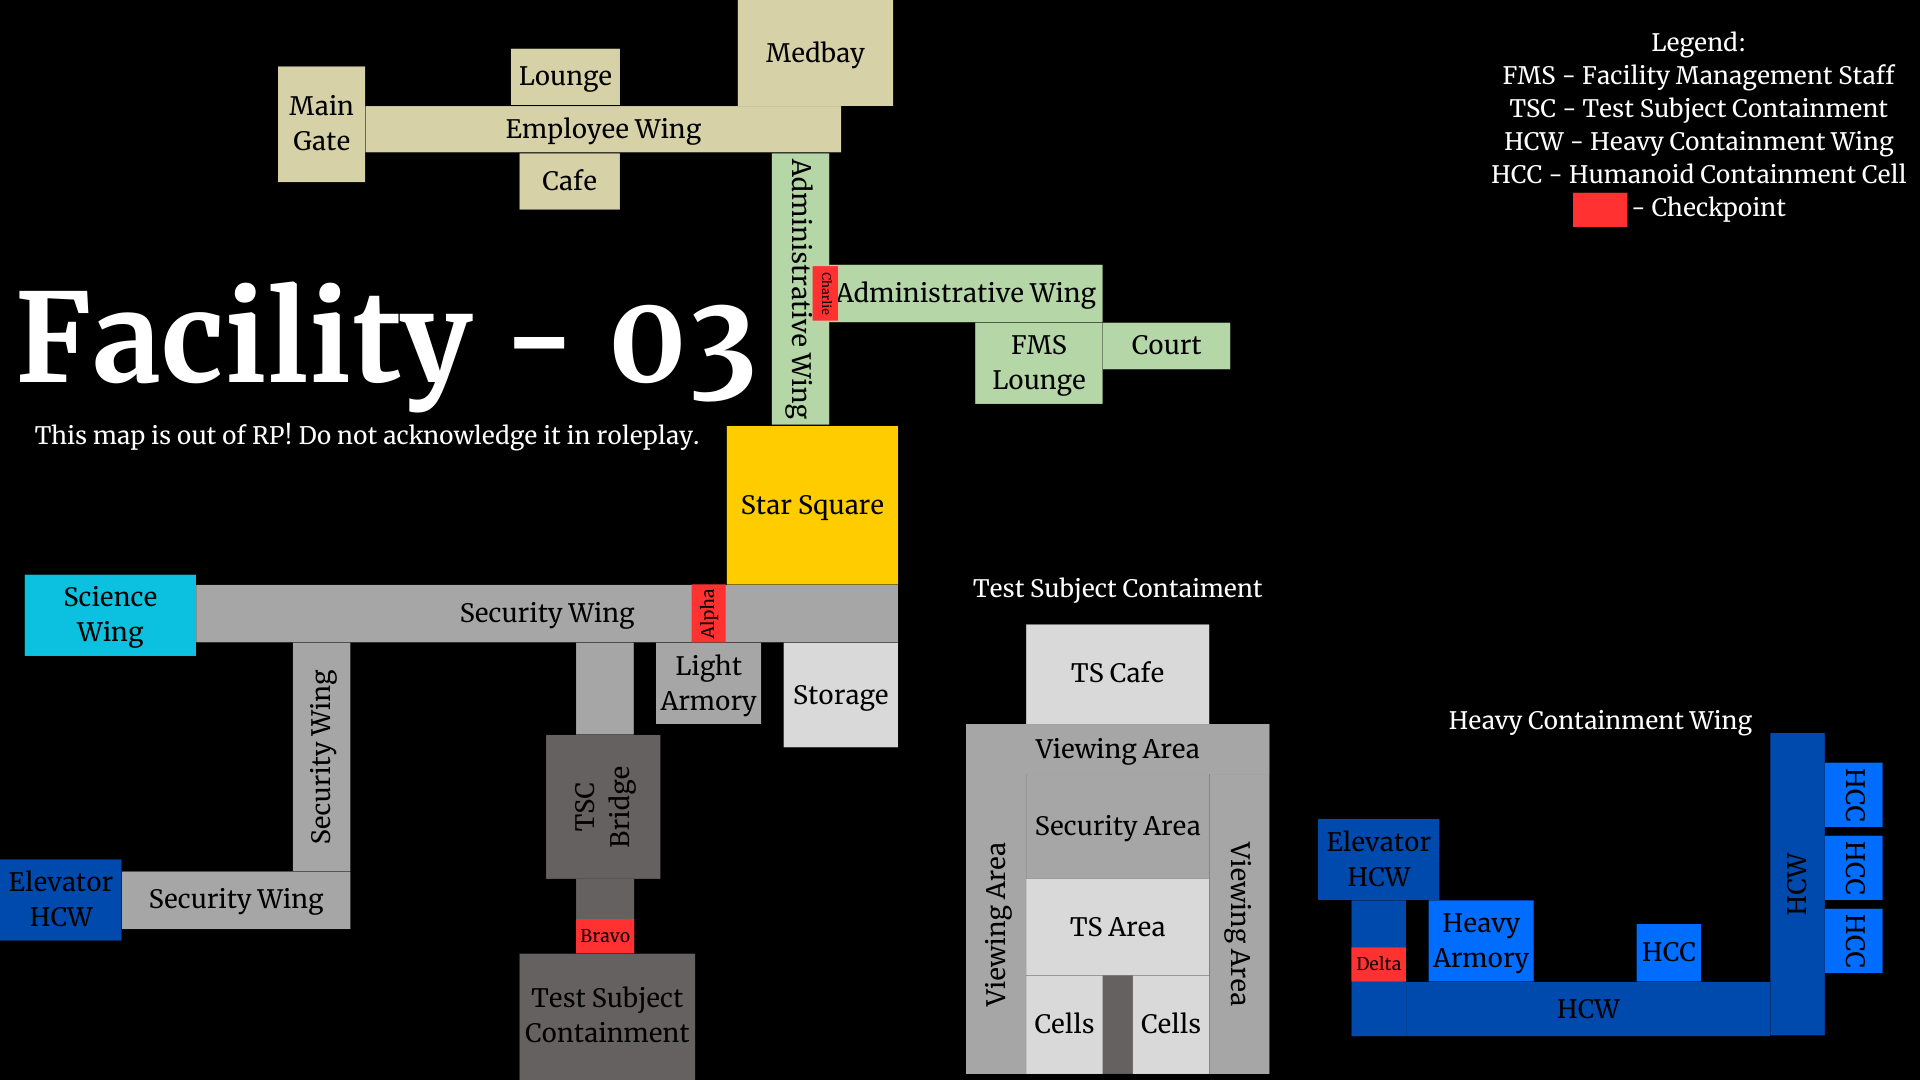 Medbay
Lounge
Main
Gate
Employee Wing
Cafe
Administrative Wing
Charlie
Administrative Wing
FMS
Lounge
Court
Legend:
FMS - Facility Management Staff
TSC - Test Subject Containment
HCW - Heavy Containment Wing
HCC - Humanoid Containment Cell
- Checkpoint
Facility - 03
This map is out of RP! Do not acknowledge it in roleplay.
Star Square
Science
Wing
Security Wing
Alpha
Light
Armory
Storage
Security Wing
TSC
Bridge
Elevator
HCW
Security Wing
Bravo
Test Subject
Containment
Test Subject Contaiment
TS Cafe
Viewing Area
Security Area
Viewing Area
Viewing Area
TS Area
Cells
Cells
Heavy Containment Wing
Elevator
HCW
Delta
Heavy
Armory
HCC
HCW
HCW
HCC
HCC
HCC